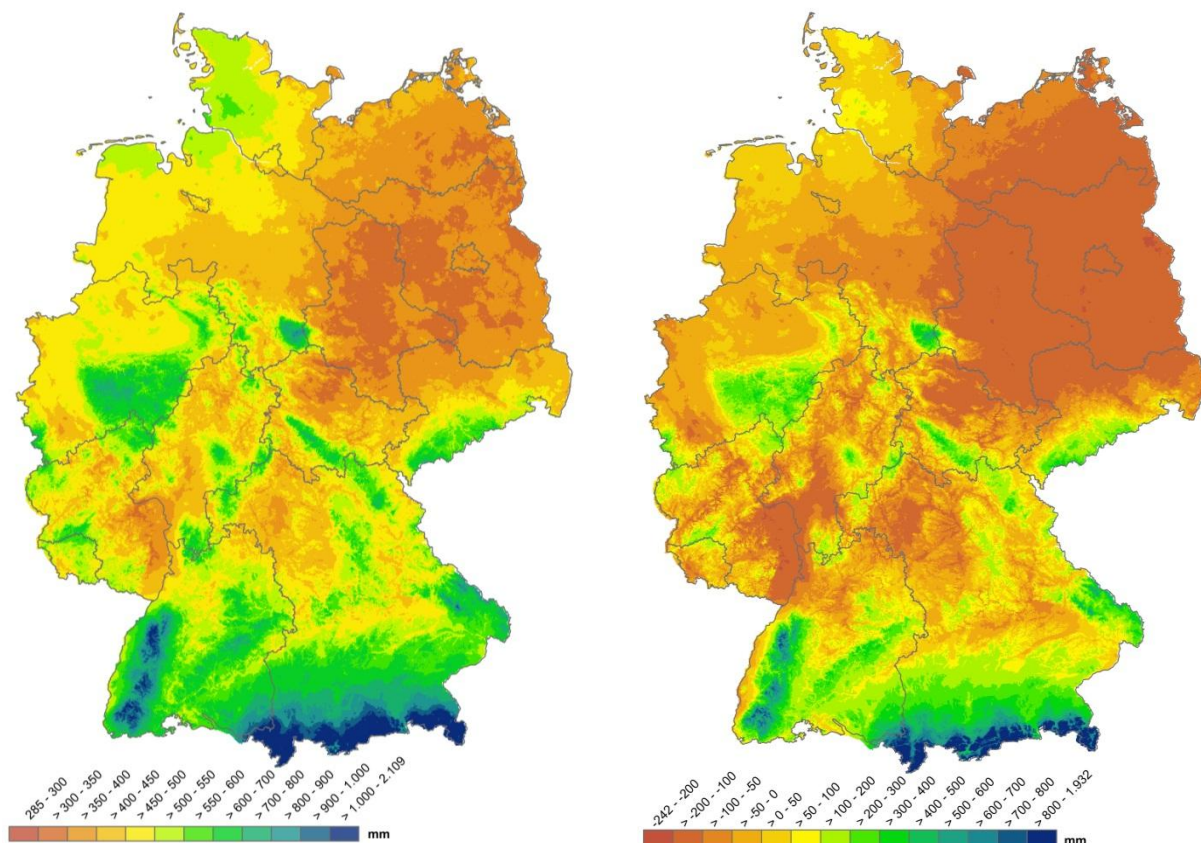 285 - 300
> 300 - 350
> 350 - 400
> 400 - 450
> 450 - 500
> 500 - 550
> 550 - 600
> 600 - 700
> 700 - 800
> 800 - 900
> 900 - 1.000
> 1.000 - 2.109
mm
-242 - -200
> -200 - -100
> -100 - -50
> -50 - 0
> 0 - 50
> 50 - 100
> 100 - 200
> 200 - 300
> 300 - 400
> 400 - 500
> 500 - 600
> 700 - 800
> 800 - 1.932
mm